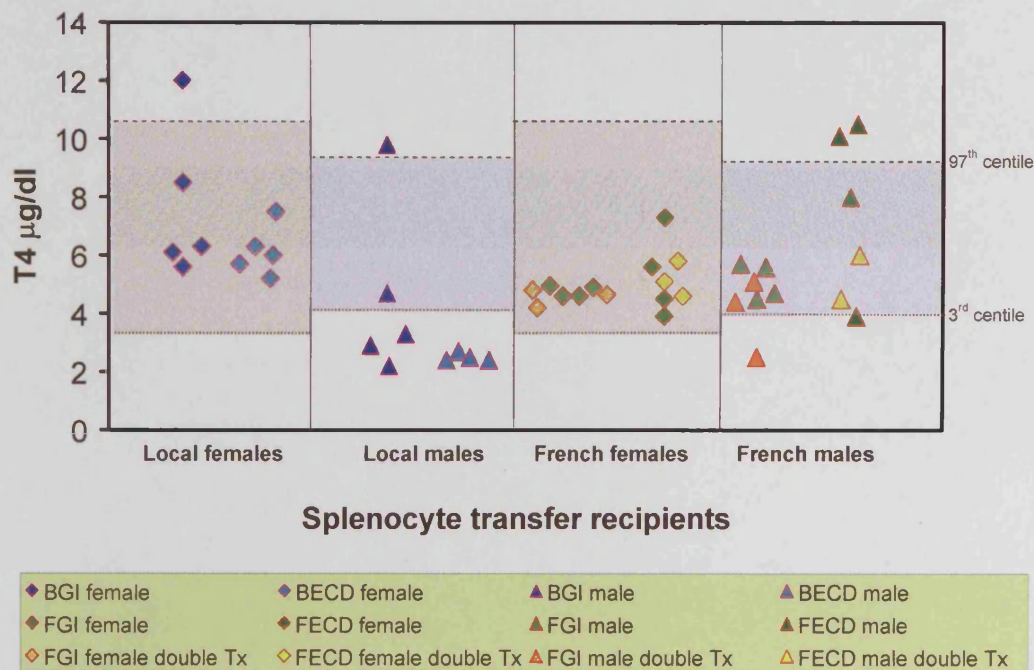 14
12
10
8
6
4
2
0
T4 µg/dl
97th centile
3rd centile
Local females Local males French females French males
Splenocyte transfer recipients
BGI female BECD female BGI male BECD male
FGI female FECD female FGI male FECD male
FGI female double Tx FECD female double Tx FGI male double Tx FECD male double Tx